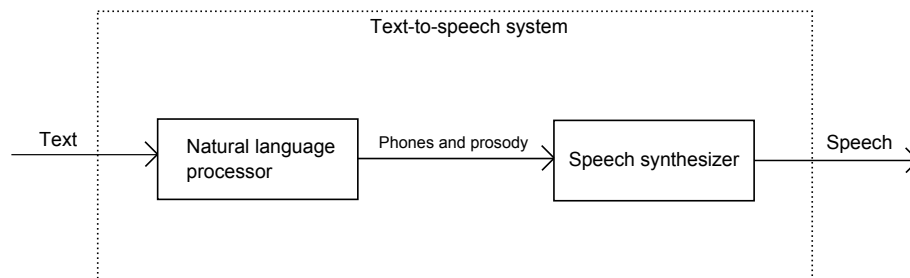 Text-to-speech system
Text
Natural language
processor
Phones and prosody
Speech synthesizer
Speech